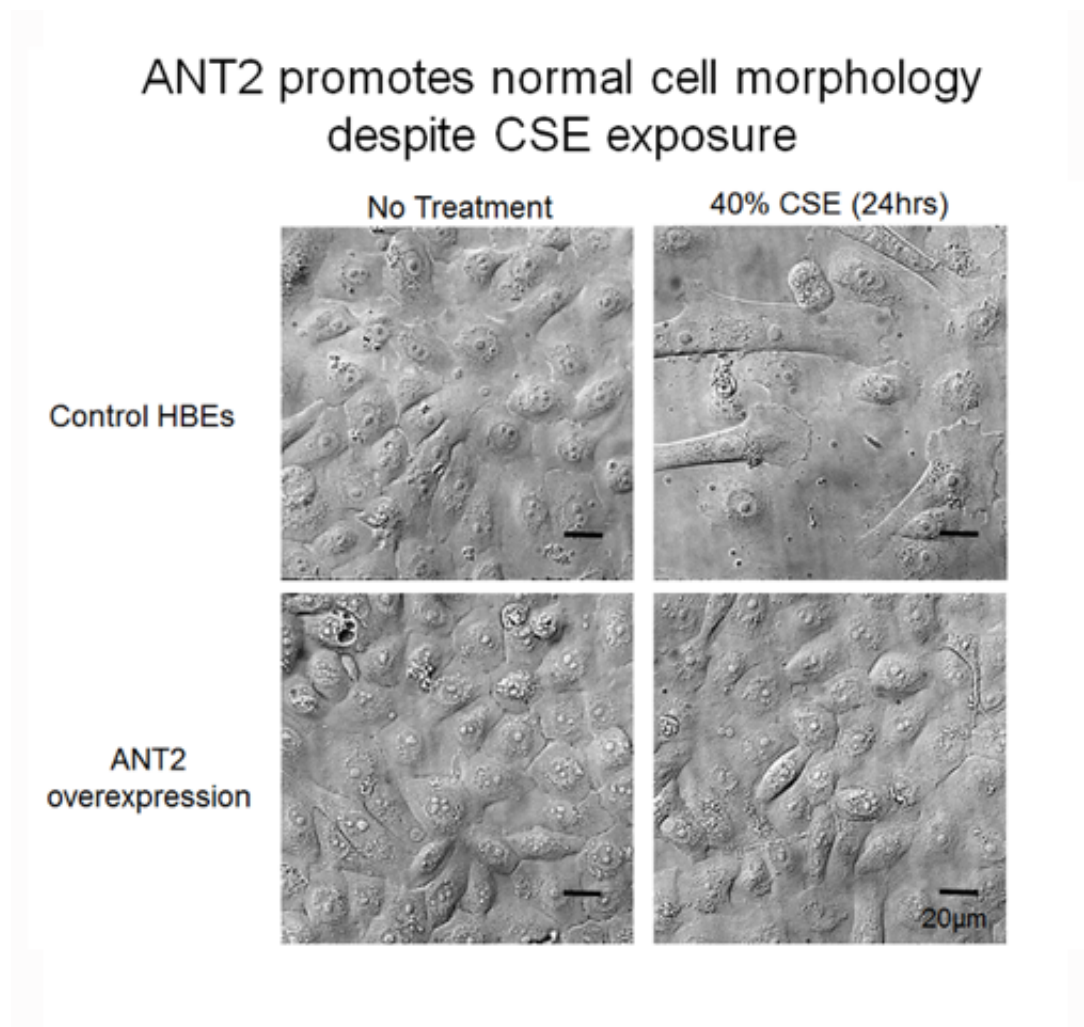 ANT2 promotes normal cell morphology
despite CSE exposure
No Treatment
40% CSE (24hrs)
Control HBEs
ANT2
overexpression
20µm